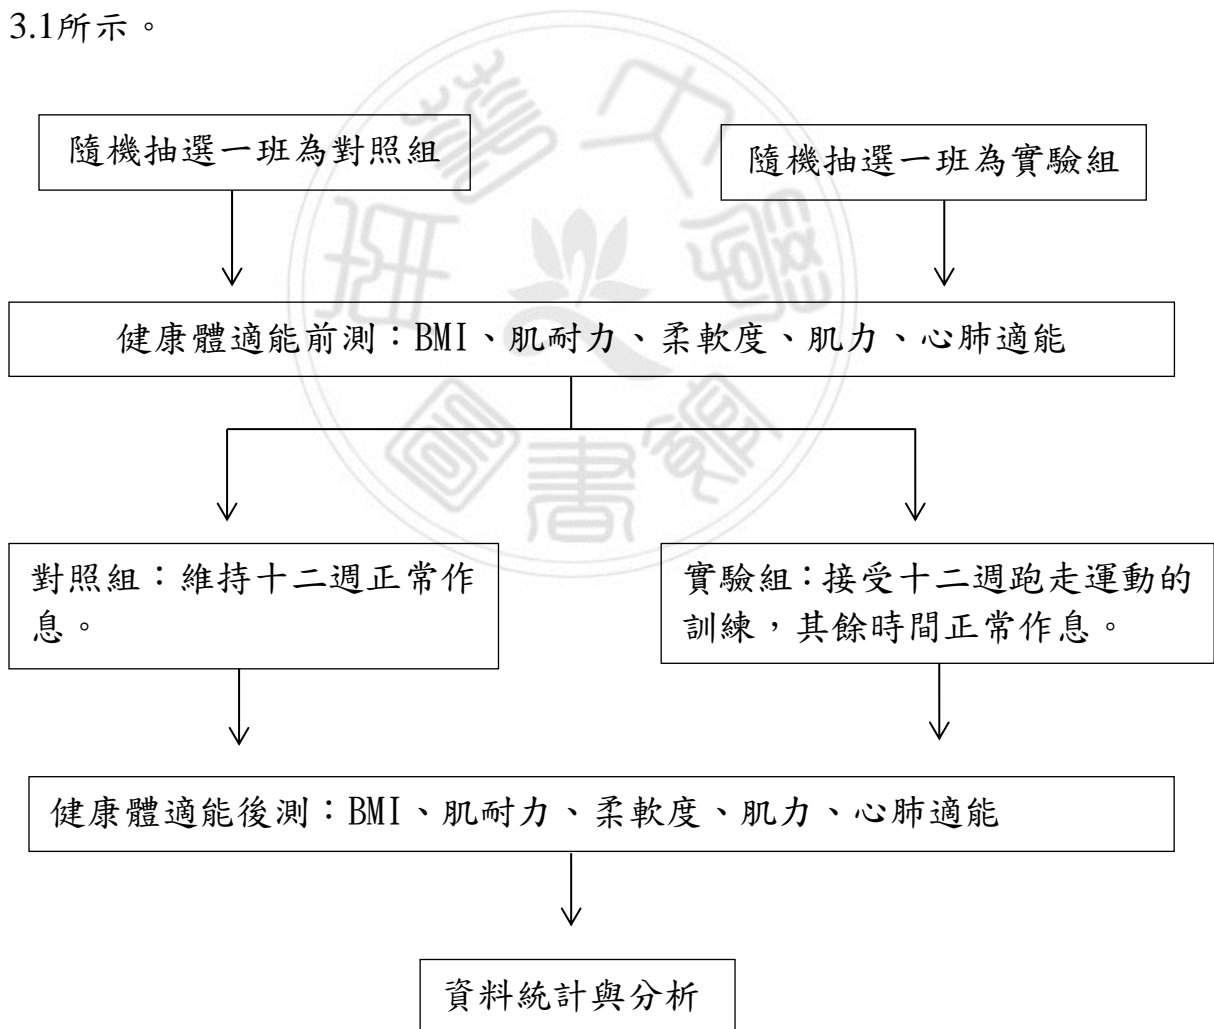 3.1所示。
隨機抽選一班為對照組
隨機抽選一班為實驗組
健康體適能前測：BMI、肌耐力、柔軟度、肌力、心肺適能
對照組：維持十二週正常作
息。
實驗組：接受十二週跑走運動的
訓練，其餘時間正常作息。
健康體適能後測：BMI、肌耐力、柔軟度、肌力、心肺適能
資料統計與分析